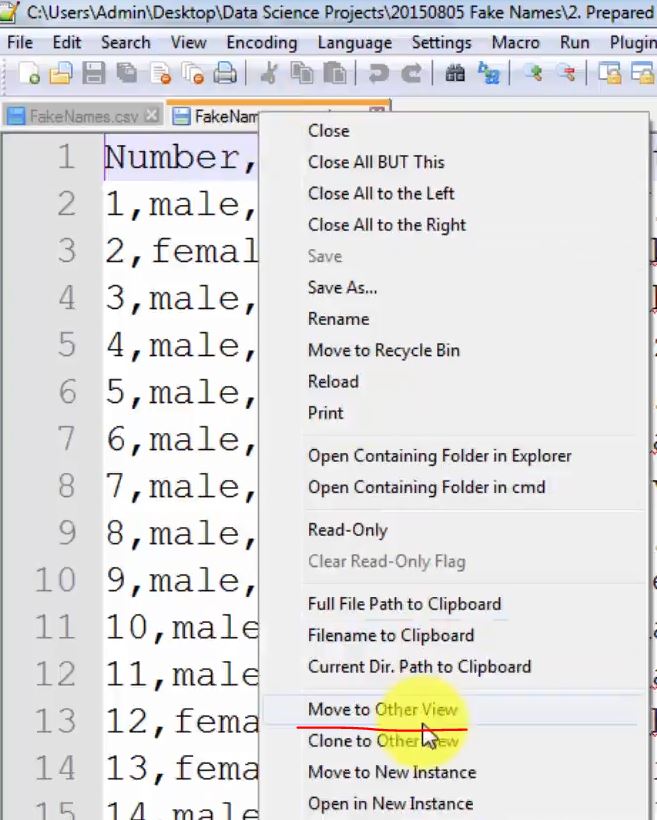 C:\Users\Admin\Desktop\Data Science Projects\20150805 Fake Names\2. Prepared
File Edit Search View Encoding Language Settings Macro Run Plugin
FakeNames.csv FakeNam
Close
Close All BUT This
Close All to the Left
Close All to the Right
Save
Save As...
Rename
Move to Recycle Bin
Reload
Print
Open Containing Folder in Explorer
Open Containing Folder in cmd
Read-Only
Clear Read-Only Flag
Full File Path to Clipboard
Filename to Clipboard
Current Dir. Path to Clipboard
Move to Other View
Clone to Other View
Move to New Instance
Open in New Instance
1 Number,
2 1,male,
3 2,femal
4 3,male,
5 4,male,
6 5,male,
7 6,male,
8 7,male,
9 8,male,
10 9,male,
11 10,male
12 11,male
13 12,fema
14 13,fema
15 14,male